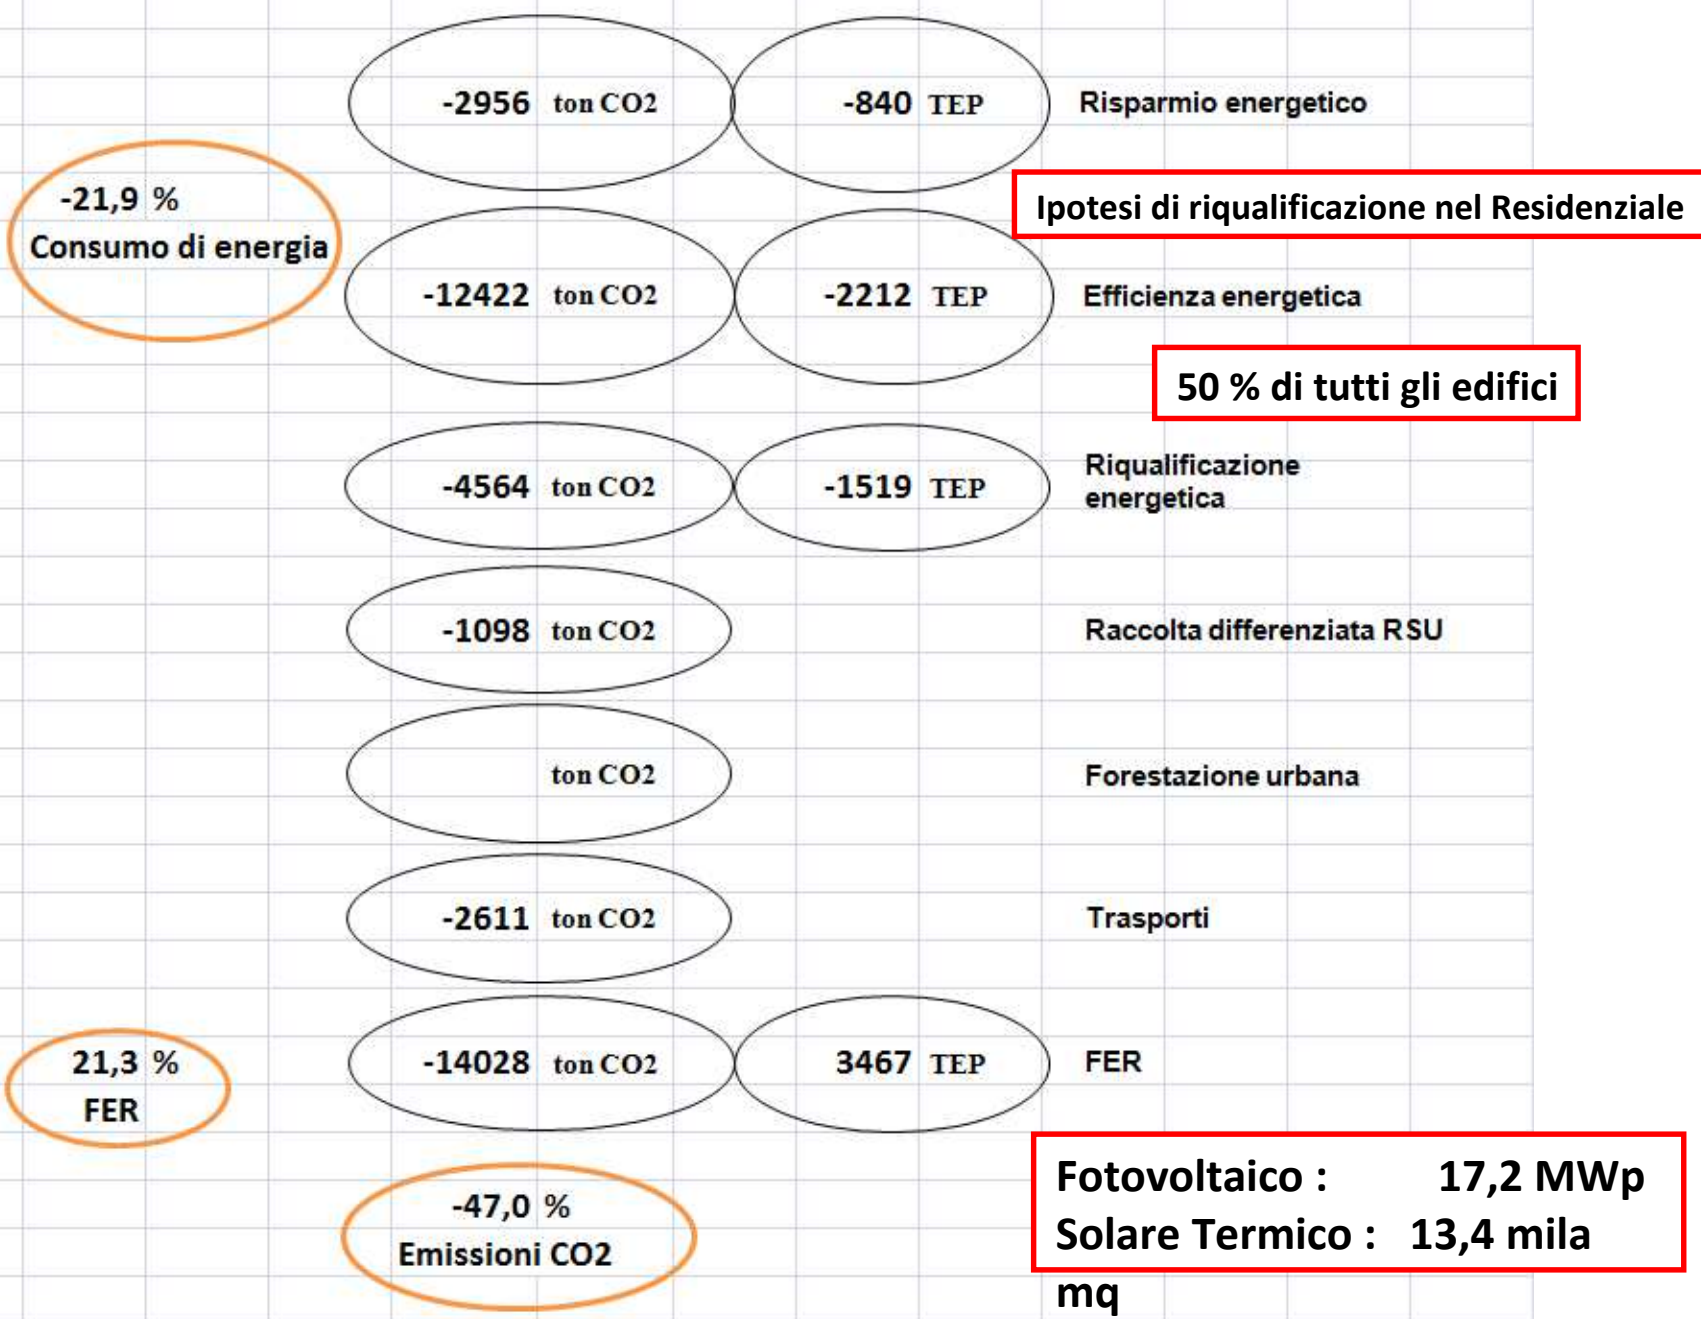 -2956 ton CO2 -840 TEP Risparmio energetico
-21,9 %
Consumo di energia
Ipotesi di riqualificazione nel Residenziale
-12422 ton CO2 -2212 TEP Efficienza energetica
50 % di tutti gli edifici
-4564 ton CO2 -1519 TEP Riqualificazione
energetica
-1098 ton CO2 Raccolta differenziata RSU
ton CO2 Forestazione urbana
-2611 ton CO2 Trasporti
21,3 %
FER
-14028 ton CO2 3467 TEP FER
-47,0 %
Emissioni CO2
Fotovoltaico : 17,2 MWp
Solare Termico : 13,4 mila
mq